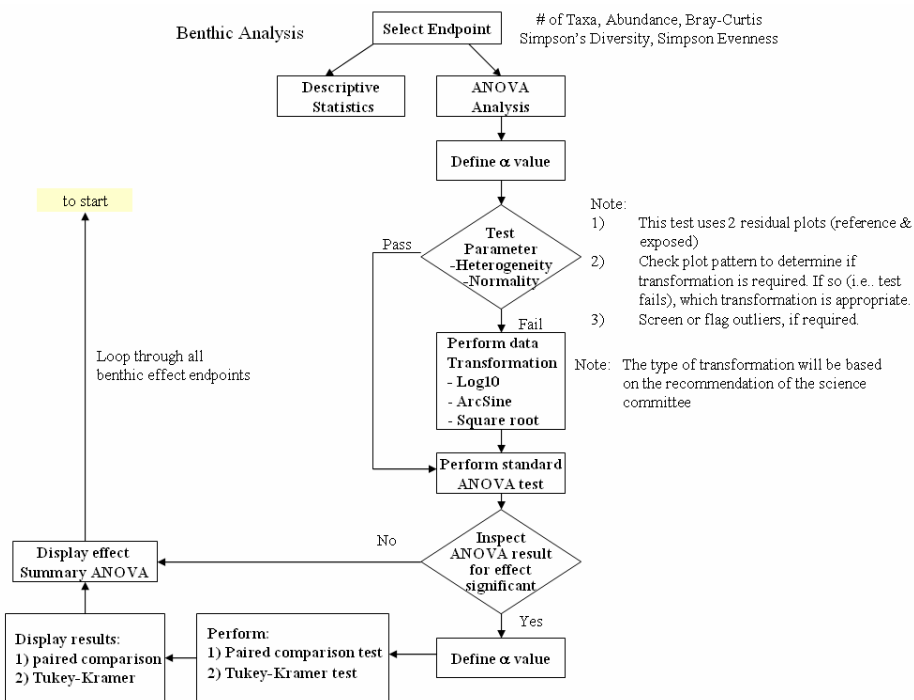 Benthic Analysis
Select Endpoint
# of Taxa, Abundance, Bray-Curtis
Simpson's Diversity, Simpson Evenness
Descriptive
Statistics
ANOVA
Analysis
Define α value
to start
Test
Parameter
-Heterogeneity
-Normality
Pass
Fail
Note:
1) This test uses 2 residual plots (reference &
exposed)
2) Check plot pattern to determine if
transformation is required. If so (i.e.. test
fails), which transformation is appropriate.
3) Screen or flag outliers, if required.
Loop through all
benthic effect endpoints
Perform data
Transformation
- Log10
- ArcSine
- Square root
Note: The type of transformation will be based
on the recommendation of the science
committee
Perform standard
ANOVA test
Inspect
ANOVA result
for effect
significant
No
Yes
Display effect
Summary ANOVA
Display results:
1) paired comparison
2) Tukey-Kramer
Perform:
1) Paired comparison test
2) Tukey-Kramer test
Define α value